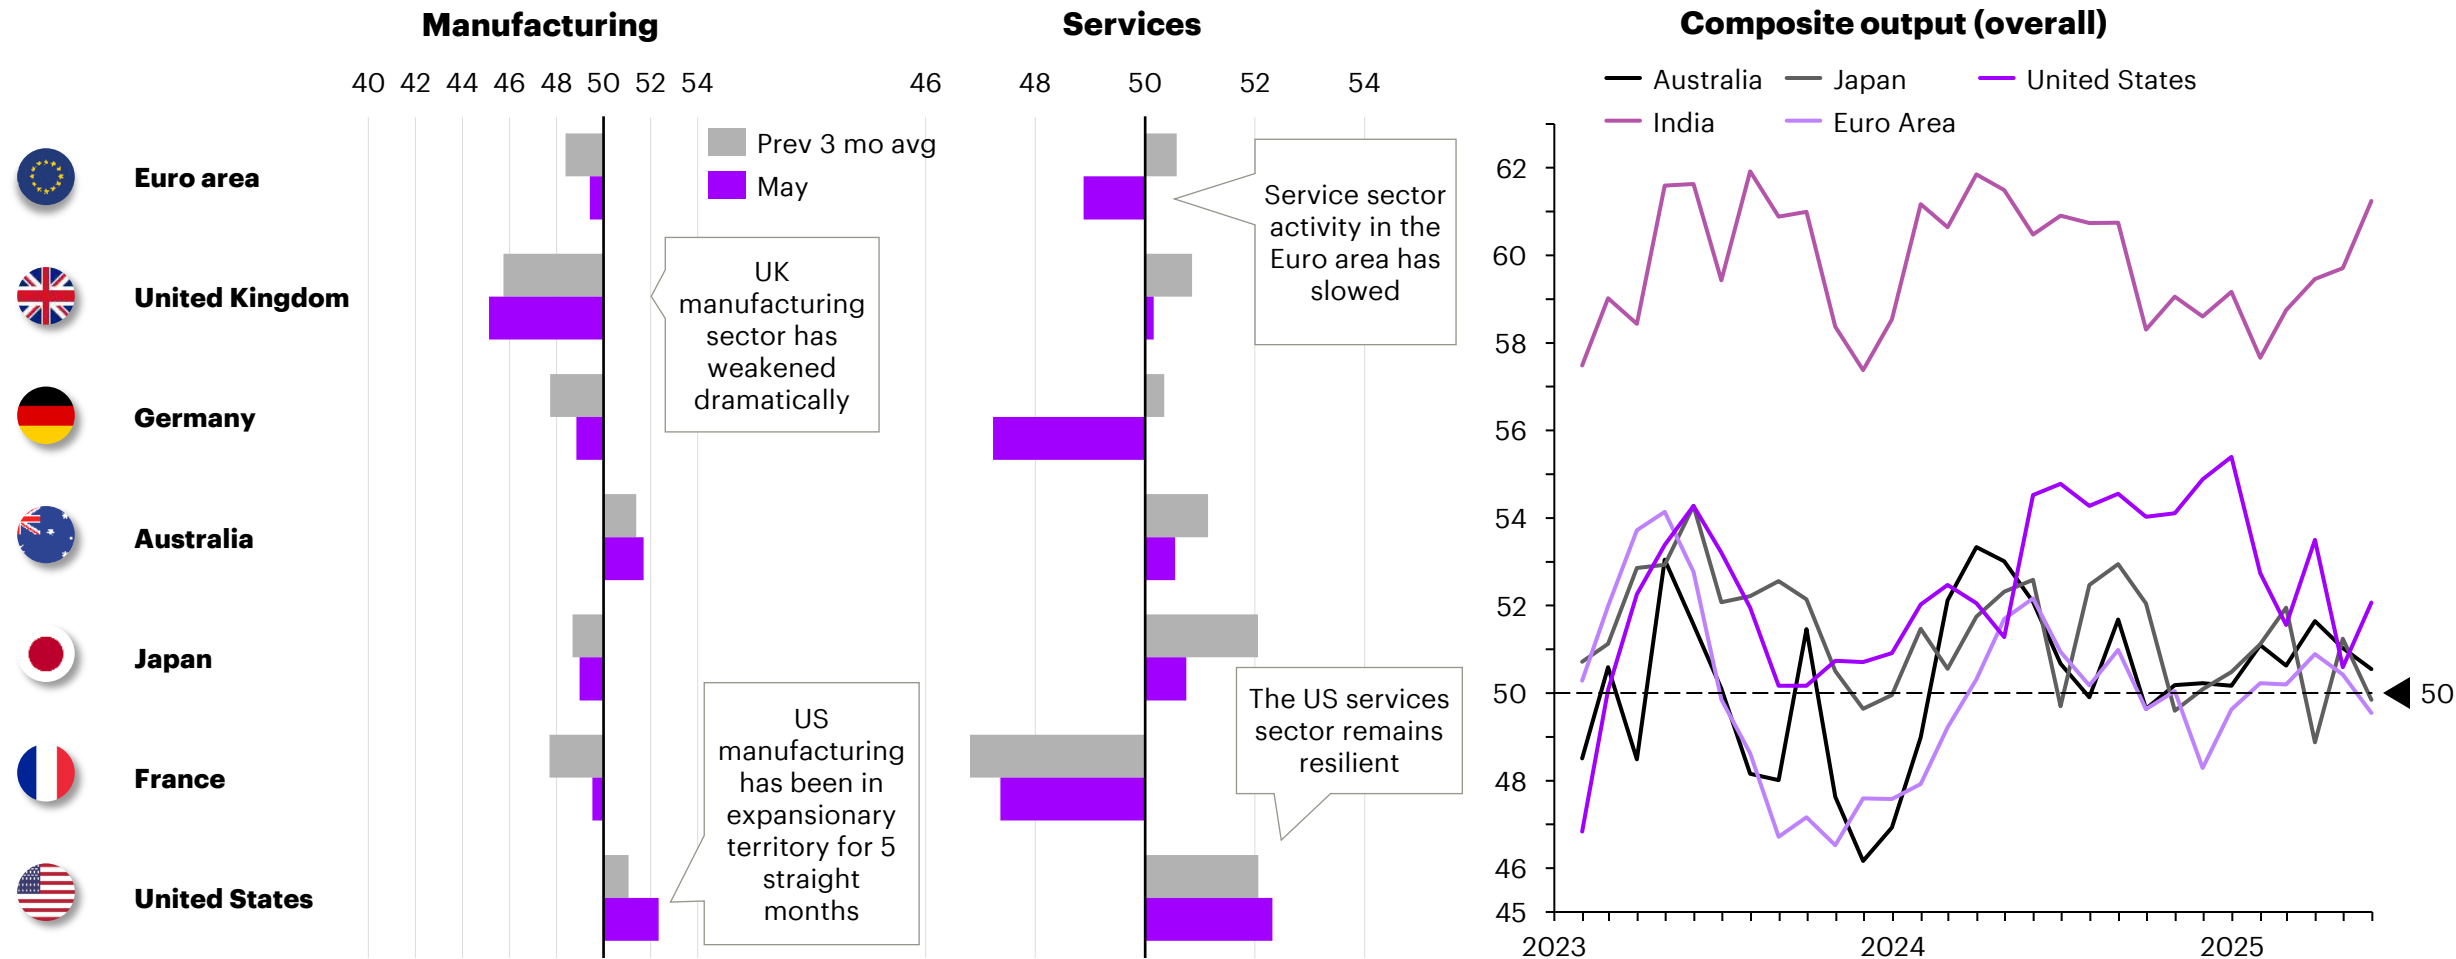 Manufacturing
40 42 44 46 48 50 52 54
Prev 3 mo avg
May
Euro area
United Kingdom
Germany
Australia
Japan
France
United States
UK
manufacturing
sector has
weakened
dramatically
US
manufacturing
has been in
expansionary
territory for 5
straight
months
Services
46 48 50 52 54
Service sector
activity in the
Euro area has
slowed
The US services
sector remains
resilient
Composite output (overall)
Australia Japan United States
India Euro Area
62
60
58
56
54
52
50
48
46
45
2023 2024 2025
50